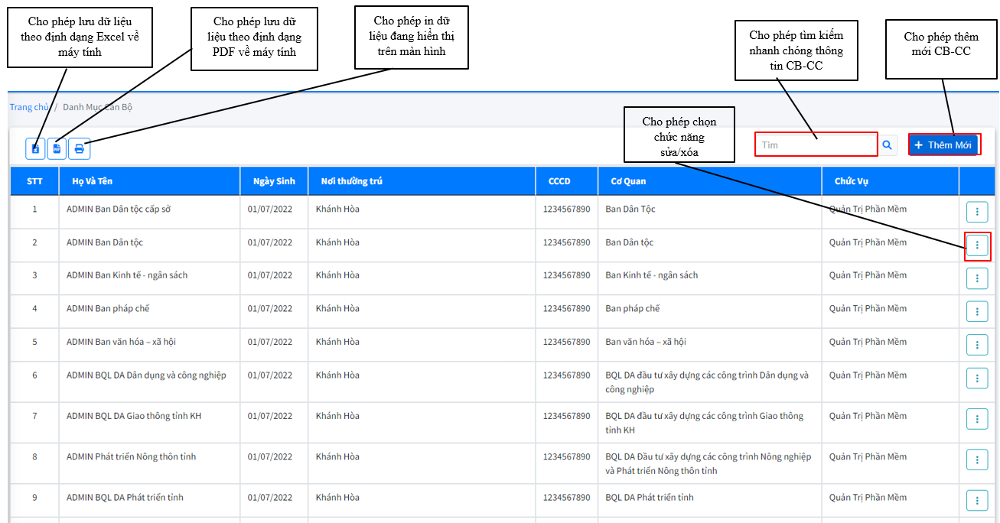 Cho phép lưu dữ liệu
theo định dạng Excel về
máy tính
Cho phép lưu dữ
liệu theo định dạng
PDF về máy tính
Cho phép in dữ
liệu đang hiển thị
trên màn hình
Cho phép tìm kiếm
nhanh chóng thông
tin CB-CC
Cho phép thêm
mới CB-CC
Trang chủ / Danh Mục Cán Bộ
Cho phép chọn
chức năng
sửa/xóa
Tìm
+ Thêm Mới
STT Họ Và Tên Ngày Sinh Nơi thường trú CCCD Cơ Quan Chức Vụ
1 ADMIN Ban Dân tộc cấp sở 01/07/2022 Khánh Hòa 1234567890 Ban Dân Tộc Quản Trị Phần Mềm
2 ADMIN Ban Dân tộc 01/07/2022 Khánh Hòa 1234567890 Ban Dân tộc Quản Trị Phần Mềm
3 ADMIN Ban Kinh tế - ngân sách 01/07/2022 Khánh Hòa 1234567890 Ban Kinh tế - ngân sách Quản Trị Phần Mềm
4 ADMIN Ban pháp chế 01/07/2022 Khánh Hòa 1234567890 Ban pháp chế Quản Trị Phần Mềm
5 ADMIN Ban văn hóa – xã hội 01/07/2022 Khánh Hòa 1234567890 Ban văn hóa – xã hội Quản Trị Phần Mềm
6 ADMIN BQL DA Dân dụng và công nghiệp 01/07/2022 Khánh Hòa 1234567890 BQL DA đầu tư xây dựng các công trình Dân dụng và Quản Trị Phần Mềm
công nghiệp
7 ADMIN BQL DA Giao thông tỉnh KH 01/07/2022 Khánh Hòa 1234567890 BQL DA đầu tư xây dựng các công trình Giao thông Quản Trị Phần Mềm
tỉnh KH
8 ADMIN Phát triển Nông thôn tỉnh 01/07/2022 Khánh Hòa 1234567890 BQL DA Đầu tư xây dựng các công trình Nông nghiệp Quản Trị Phần Mềm
và Phát triển Nông thôn tỉnh
9 ADMIN BQL DA Phát triển tỉnh 01/07/2022 Khánh Hòa 1234567890 BQL DA Phát triển tỉnh Quản Trị Phần Mềm